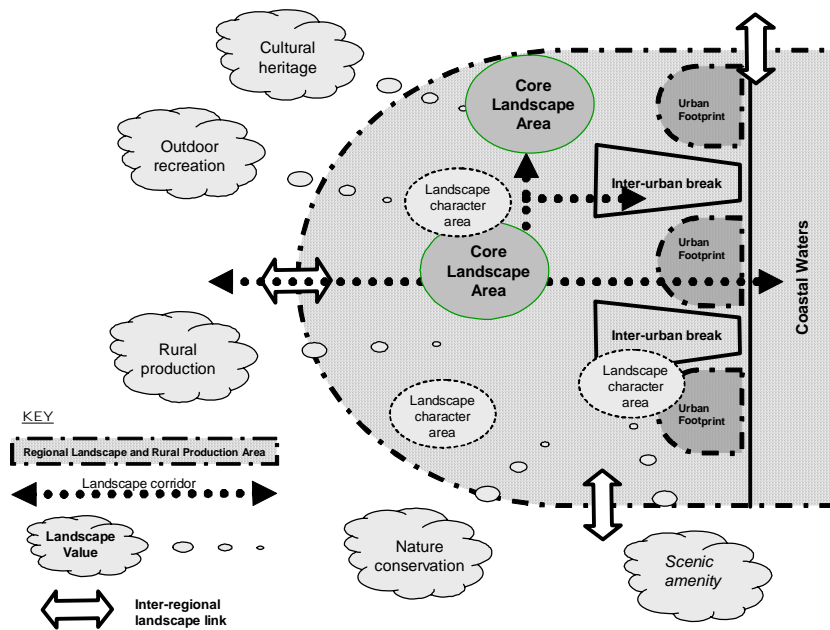 Cultural
heritage
Outdoor
recreation
Rural
production
Core
Landscape
Area
Landscape
character
area
Core
Landscape
Area
Urban
Footprint
Inter-urban break
Urban
Footprint
Inter-urban break
Landscape
character
area
Landscape
character
area
Urban
Footprint
Coastal Waters
KEY
Regional Landscape and Rural Production Area
Landscape corridor
Landscape
Value
Inter-regional
landscape link
Nature
conservation
Scenic
amenity